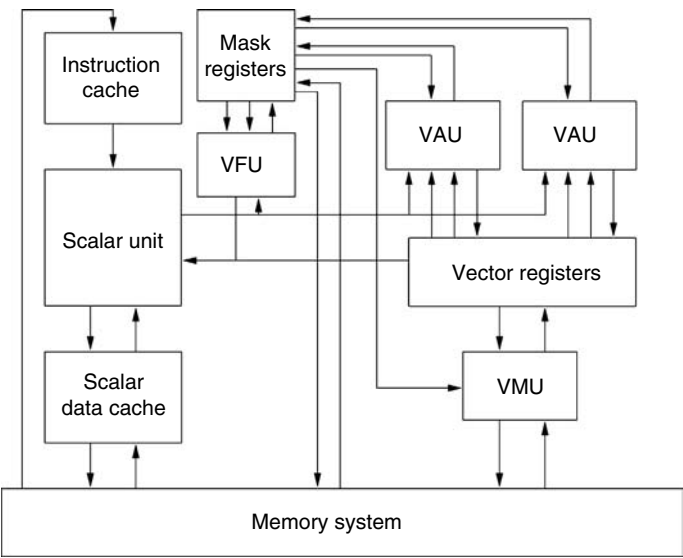 Mask
registers
Instruction
cache
VAU
VAU
VFU
Scalar unit
Vector registers
Scalar
data cache
VMU
Memory system